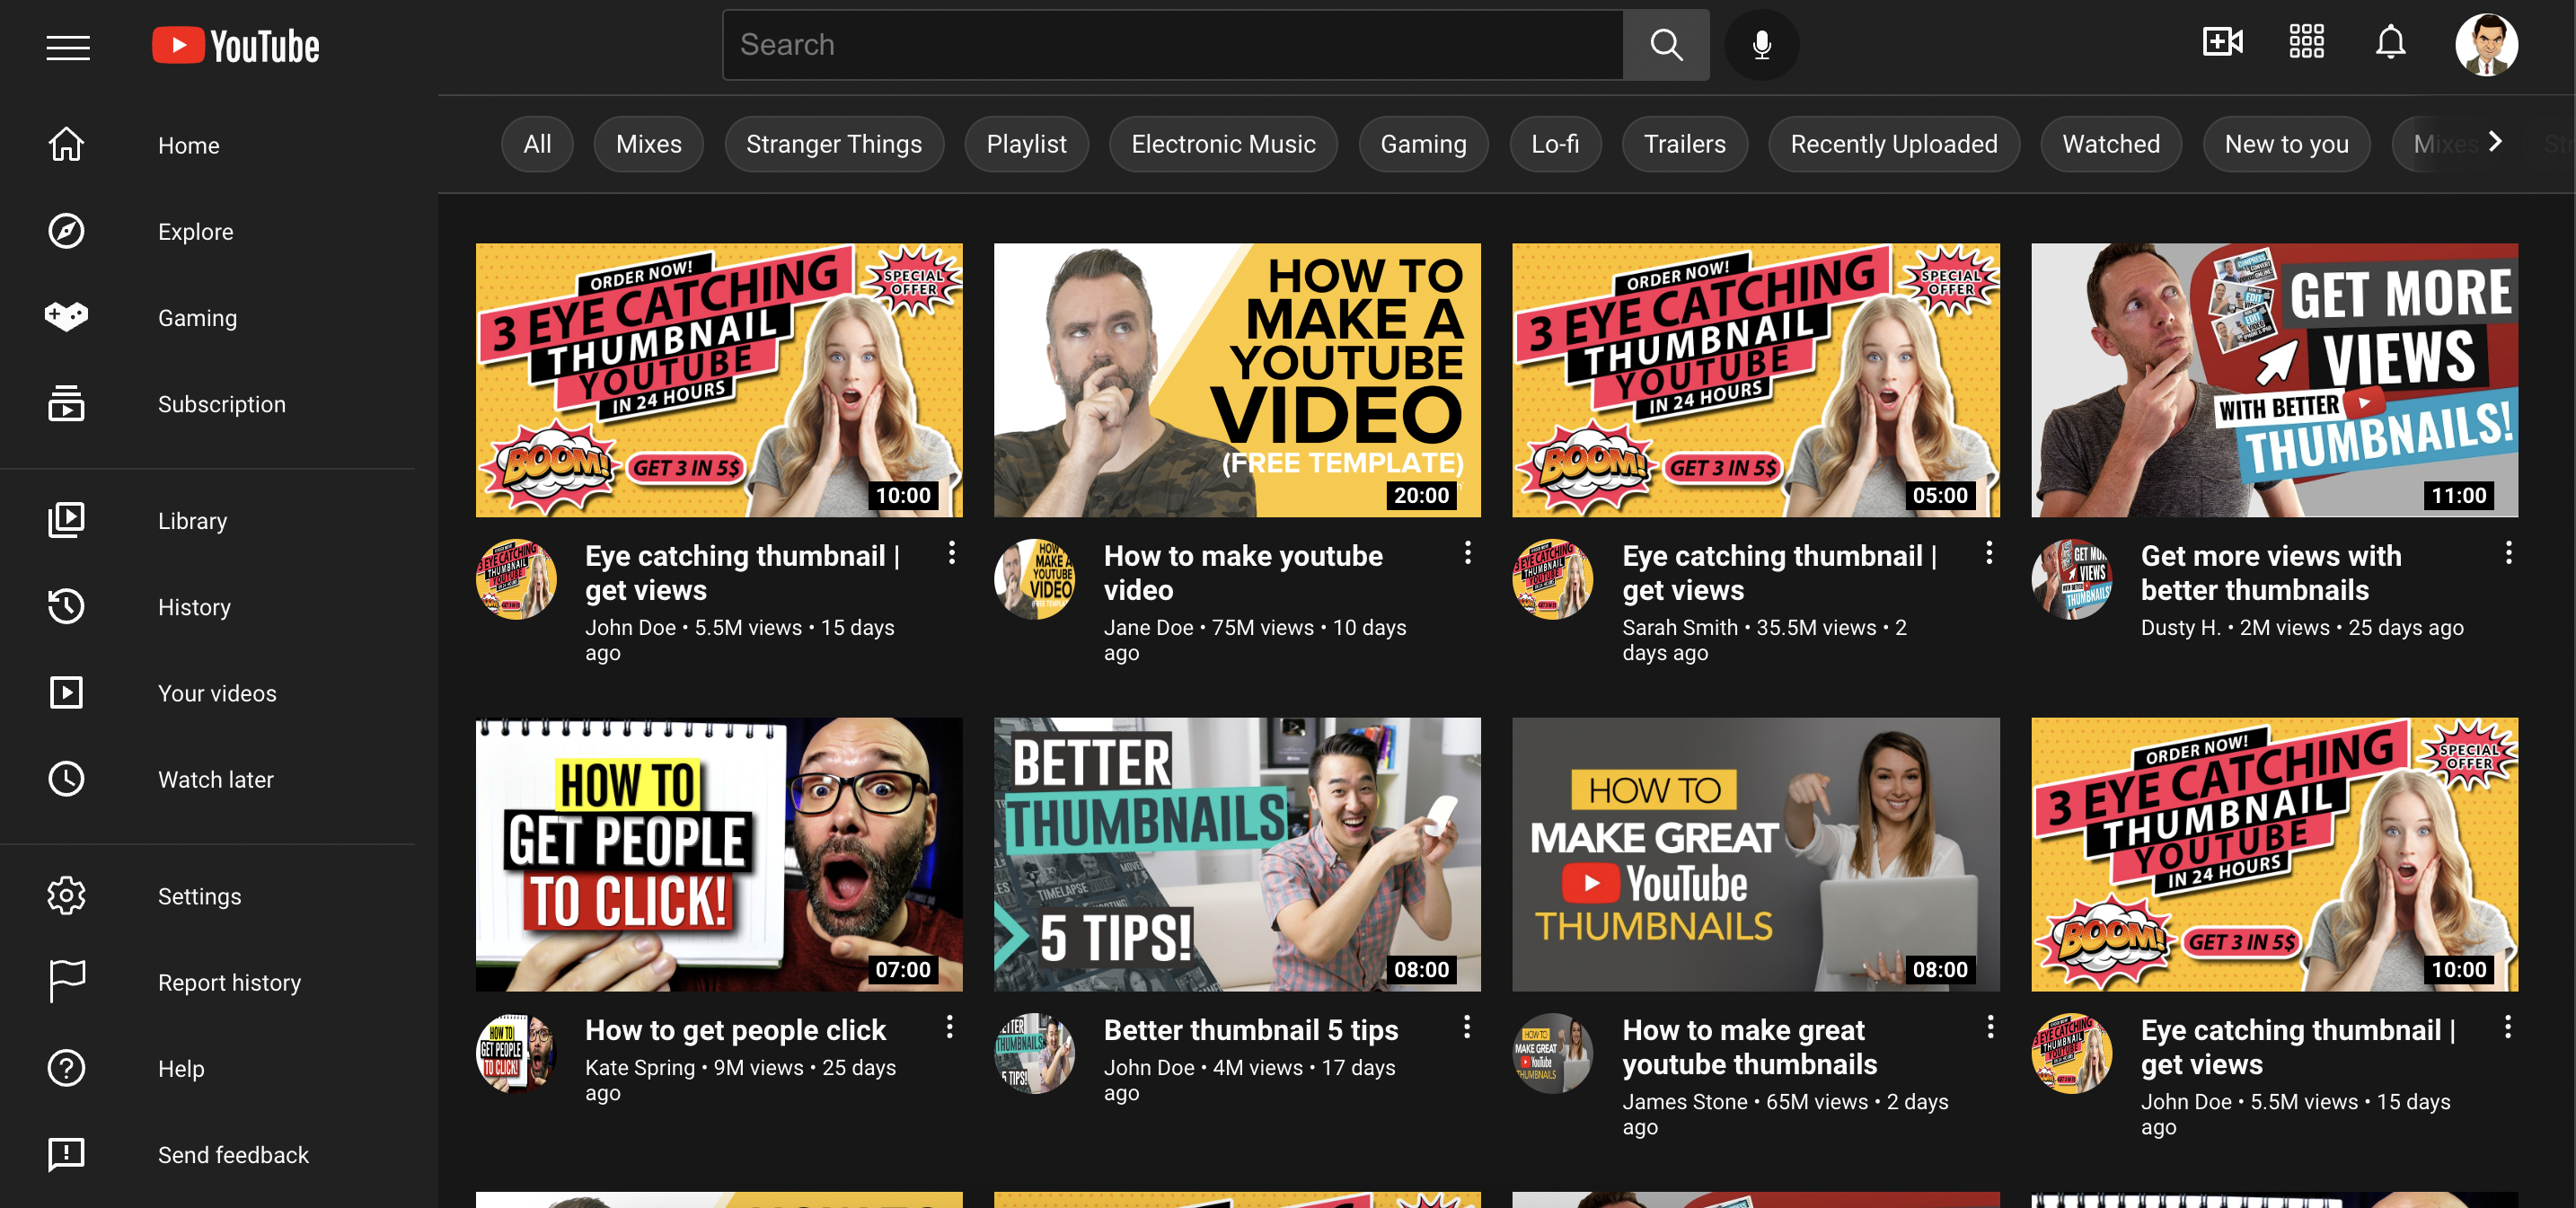 YouTube
Search
All
Mixes
Stranger Things
Playlist
Electronic Music
Gaming
Lo-fi
Trailers
Recently Uploaded
Watched
New to you
Mixes
Home
Explore
Gaming
Subscription
Library
History
Your videos
Watch later
Settings
Report history
Help
Send feedback
ORDER NOW!
SPECIAL
OFFER
3 EYE CATCHING
THUMBNAIL
YOUTUBE
IN 24 HOURS
BOOM!
GET 3 IN 5$
10:00
Eye catching thumbnail |
get views
John Doe • 5.5M views • 15 days
ago
HOW TO
MAKE A
YOUTUBE
VIDEO
(FREE TEMPLATE)
20:00
How to make youtube
video
Jane Doe • 75M views • 10 days
ago
ORDER NOW!
SPECIAL
OFFER
3 EYE CATCHING
THUMBNAIL
YOUTUBE
IN 24 HOURS
BOOM!
GET 3 IN 5$
05:00
Eye catching thumbnail |
get views
Sarah Smith • 35.5M views • 2
days ago
GET MORE
VIEWS
WITH BETTER
THUMBNAILS!
11:00
Get more views with
better thumbnails
Dusty H. • 2M views • 25 days ago
HOW TO
GET PEOPLE
TO CLICK!
07:00
How to get people click
Kate Spring • 9M views • 25 days
ago
BETTER
THUMBNAILS
TIMELAPSE
5 TIPS!
08:00
Better thumbnail 5 tips
John Doe • 4M views • 17 days
ago
HOW TO
MAKE GREAT
YouTube
THUMBNAILS
08:00
How to make great
youtube thumbnails
James Stone • 65M views • 2 days
ago
ORDER NOW!
SPECIAL
OFFER
3 EYE CATCHING
THUMBNAIL
YOUTUBE
IN 24 HOURS
BOOM!
GET 3 IN 5$
10:00
Eye catching thumbnail |
get views
John Doe • 5.5M views • 15 days
ago